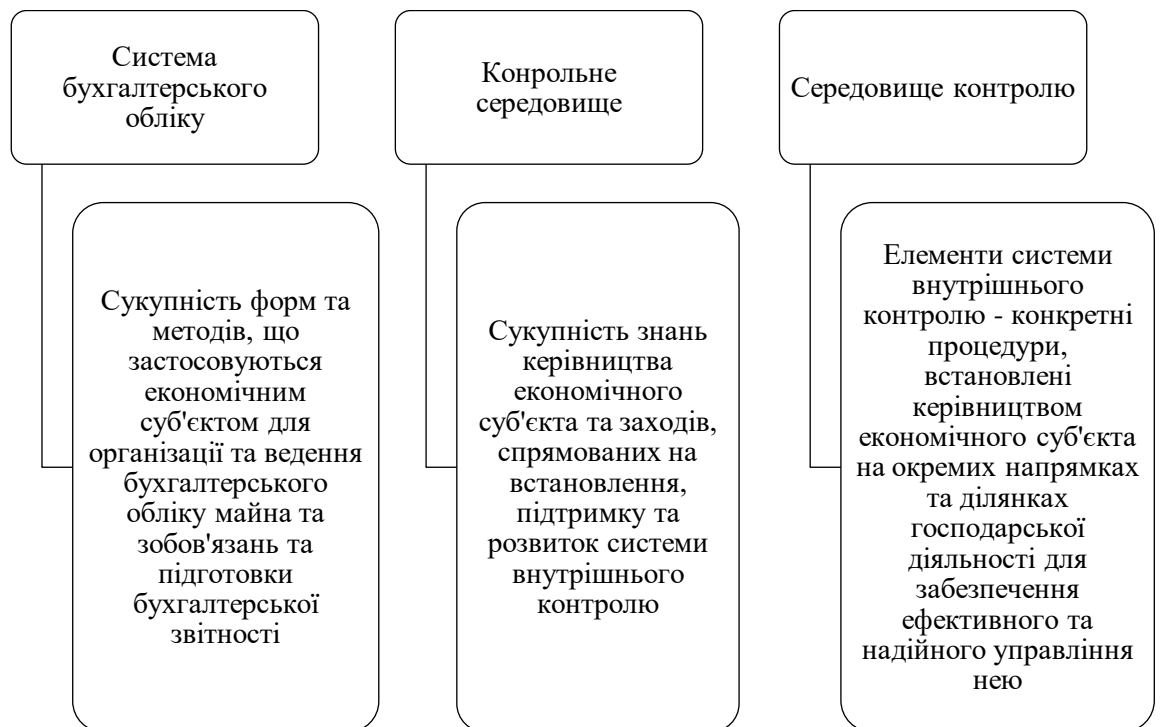 Система
бухгалтерського
обліку
Сукупність форм та
методів, що
застосовуються
економічним
суб'єктом для
організації та ведення
бухгалтерського
обліку майна та
зобов'язань та
підготовки
бухгалтерської
звітності
Конрольне
середовище
Сукупність знань
керівництва
економічного
суб'єкта та заходів,
спрямованих на
встановлення,
підтримку та
розвиток системи
внутрішнього
контролю
Середовище контролю
Елементи системи
внутрішнього
контролю - конкретні
процедури,
встановлені
керівництвом
економічного суб'єкта
на окремих напрямках
та ділянках
господарської
діяльності для
забезпечення
ефективного та
надійного управління
нею